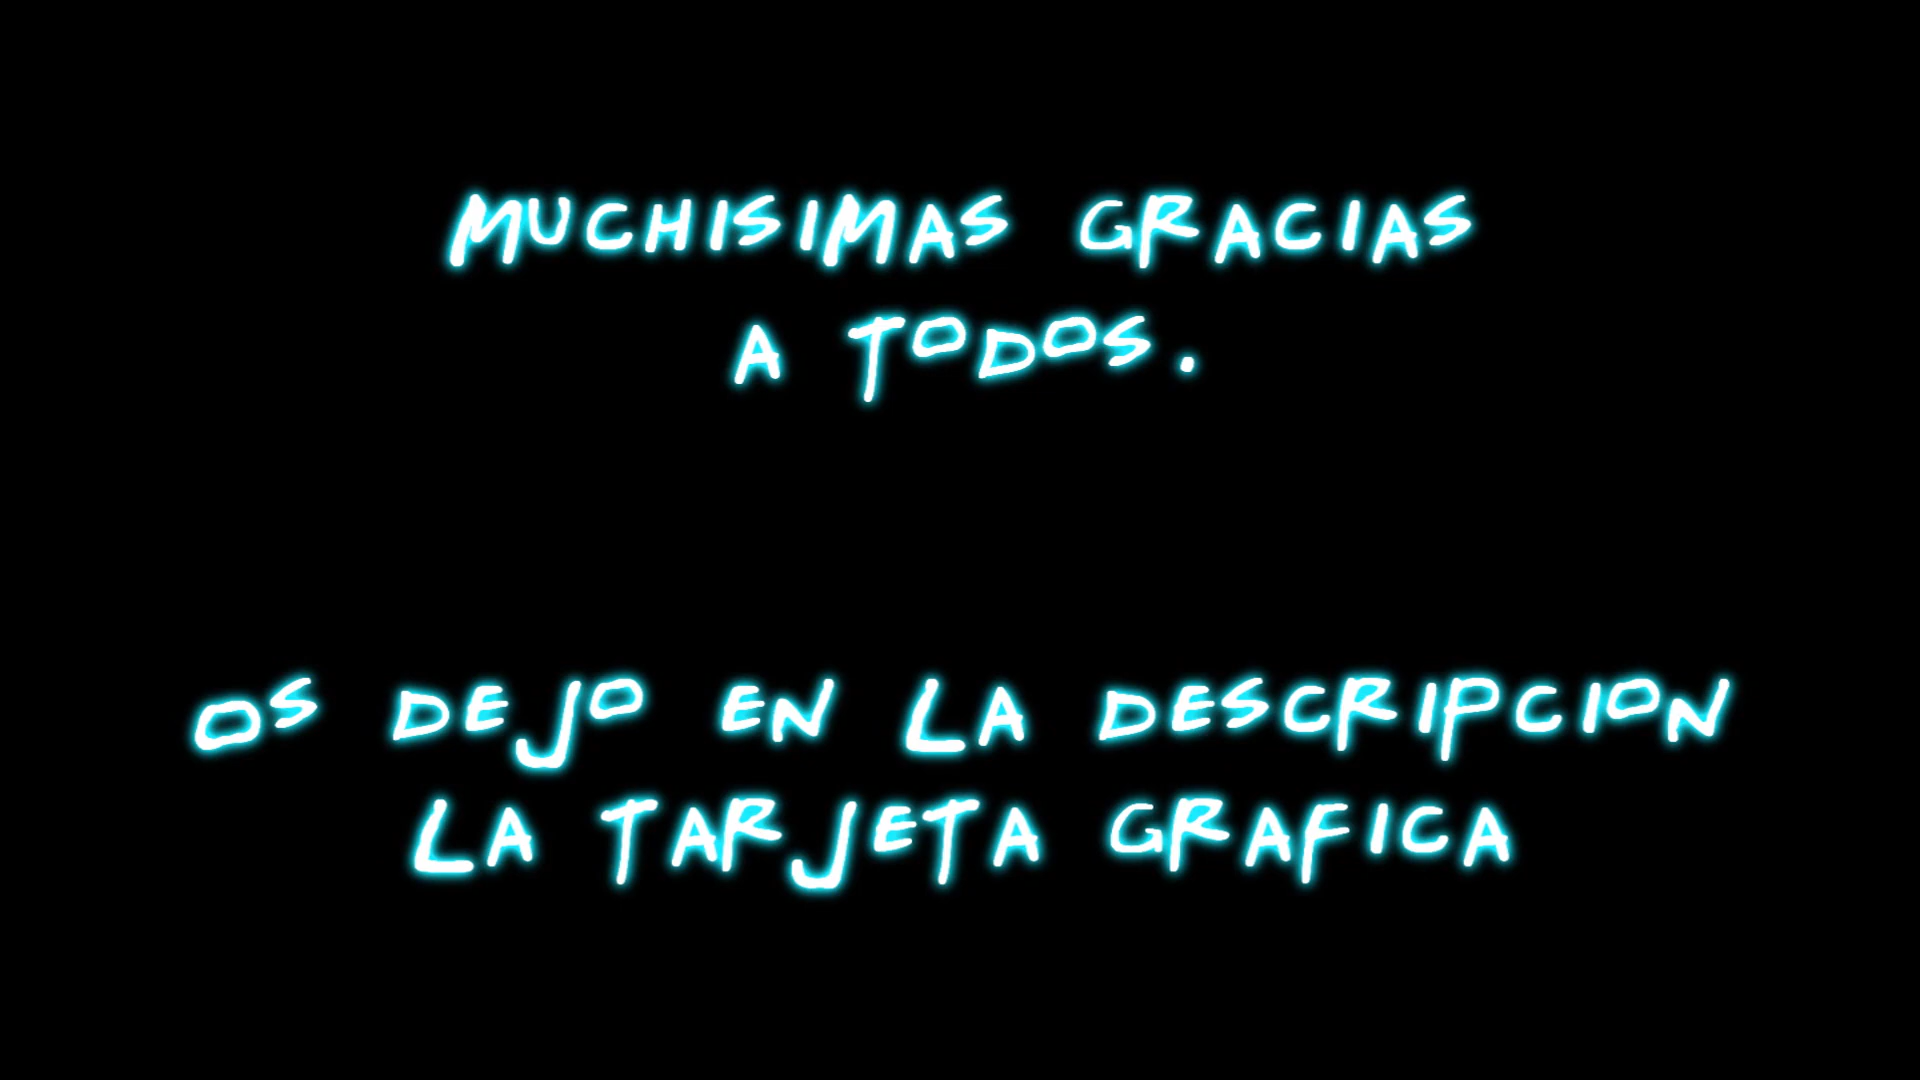 MUCHISIMAS GRACIAS
A TODOS.
OS DEJO EN LA DESCRIPCION
LA TARJETA GRAFICA